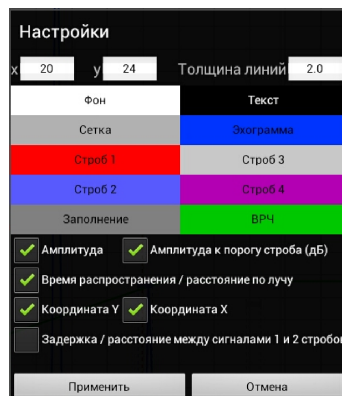 Настройки
x 20 y 24 Толщина линий 2.0
Фон Текст
Сетка Эхограмма
Строб 1 Строб 3
Строб 2 Строб 4
Заполнение ВРЧ
Амплитуда Амплитуда к порогу строба (дБ)
Время распространения / расстояние по лучу
Координата Y Координата X
Задержка / расстояние между сигналами 1 и 2 стробо
Применить Отмена